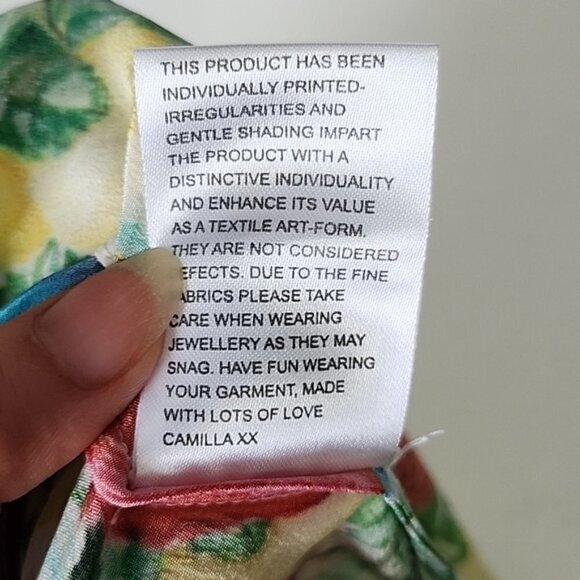 THIS PRODUCT HAS BEEN
INDIVIDUALLY PRINTED-
IRREGULARITIES AND
GENTLE SHADING IMPART
THE PRODUCT WITH A
DISTINCTIVE INDIVIDUALITY
AND ENHANCE ITS VALUE
AS A TEXTILE ART-FORM.
THEY ARE NOT CONSIDERED
EFECTS. DUE TO THE FINE
ABRICS PLEASE TAKE
CARE WHEN WEARING
JEWELLERY AS THEY MAY
SNAG. HAVE FUN WEARING
YOUR GARMENT, MADE
WITH LOTS OF LOVE
CAMILLA XX